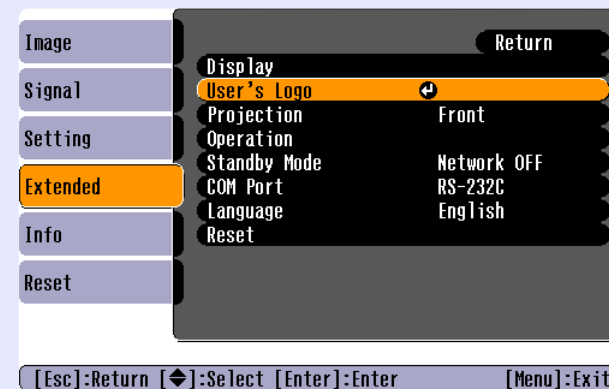 Image
Signal
Setting
Extended
Info
Reset
Return
Display
User's Logo
Projection Front
Operation
Standby Mode Network OFF
COM Port RS-232C
Language English
Reset
[Esc]:Return [◆]:Select [Enter]:Enter [Menu]:Exit